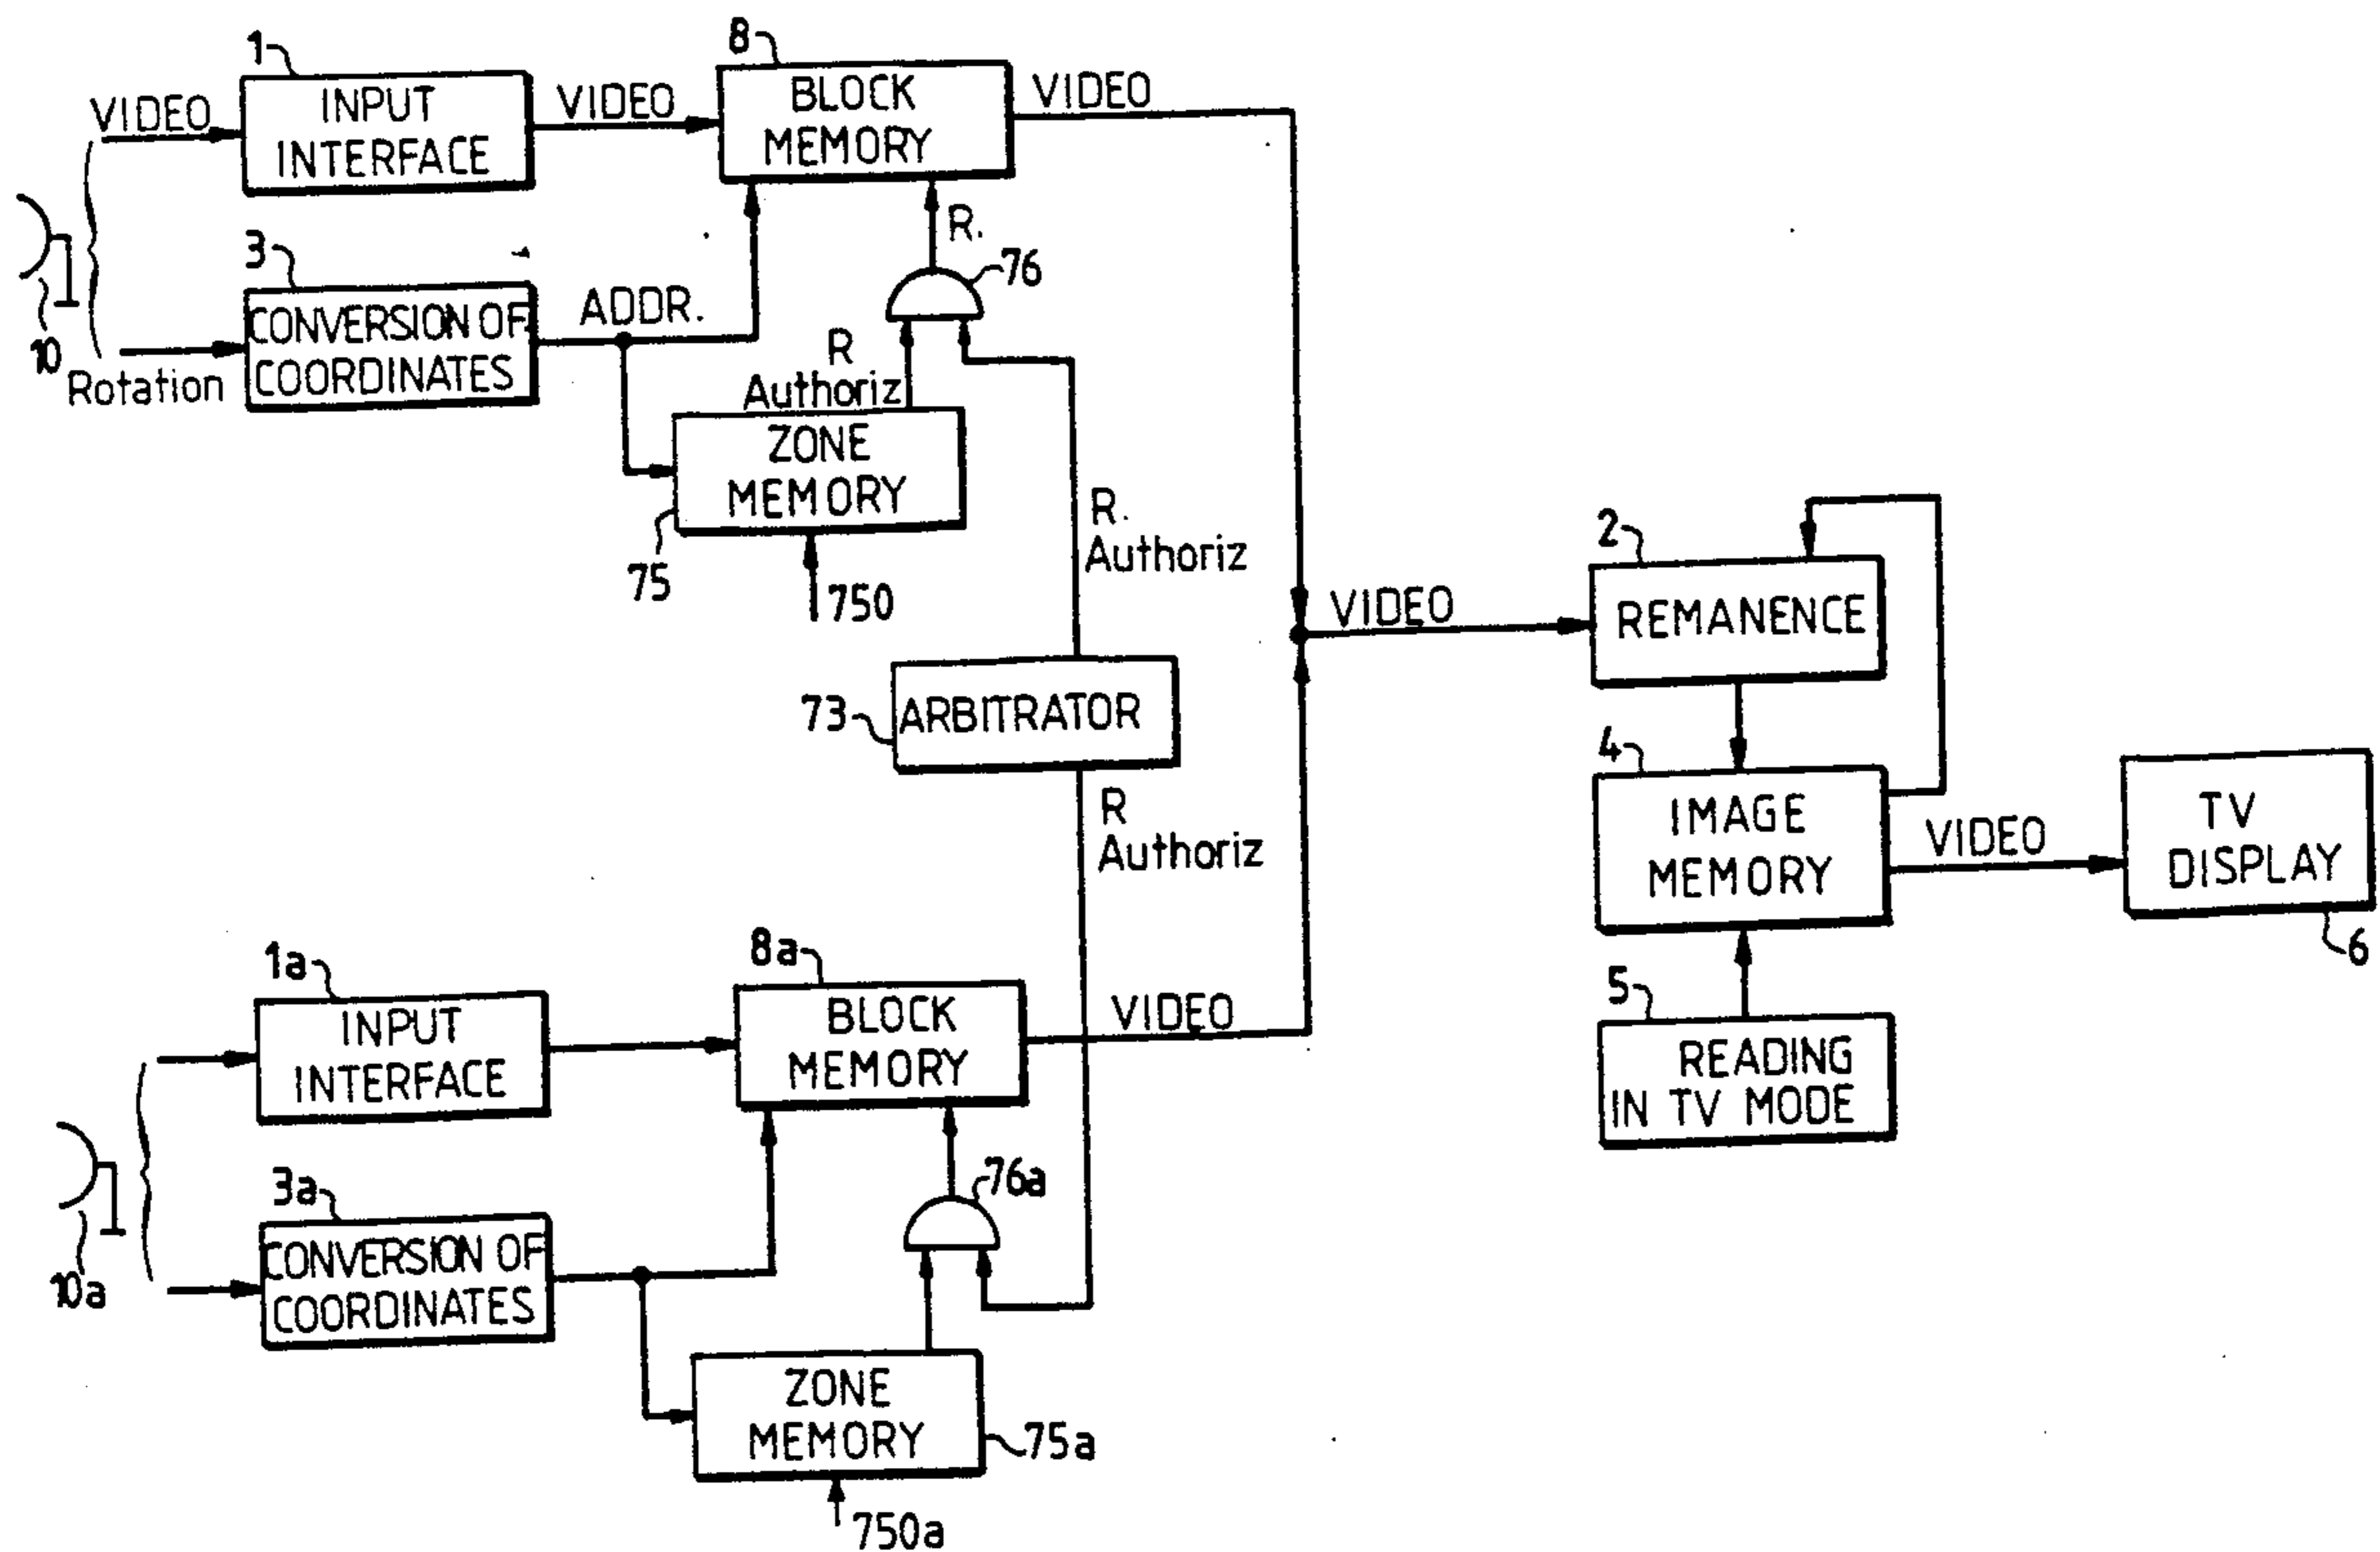 1
8
VIDEO
INPUT
INTERFACE
VIDEO
BLOCK
MEMORY
VIDEO
R.
76
3
10
Rotation
CONVERSION OF
COORDINATES
ADDR.
R
Authoriz
ZONE
MEMORY
75
750
R.
Authoriz
2
VIDEO
REMANENCE
73
ARBITRATOR
4
IMAGE
MEMORY
VIDEO
TV
DISPLAY
6
R
Authoriz
5
READING
IN TV MODE
1a
8a
INPUT
INTERFACE
BLOCK
MEMORY
VIDEO
76a
3a
10a
CONVERSION OF
COORDINATES
ZONE
MEMORY
75a
750a